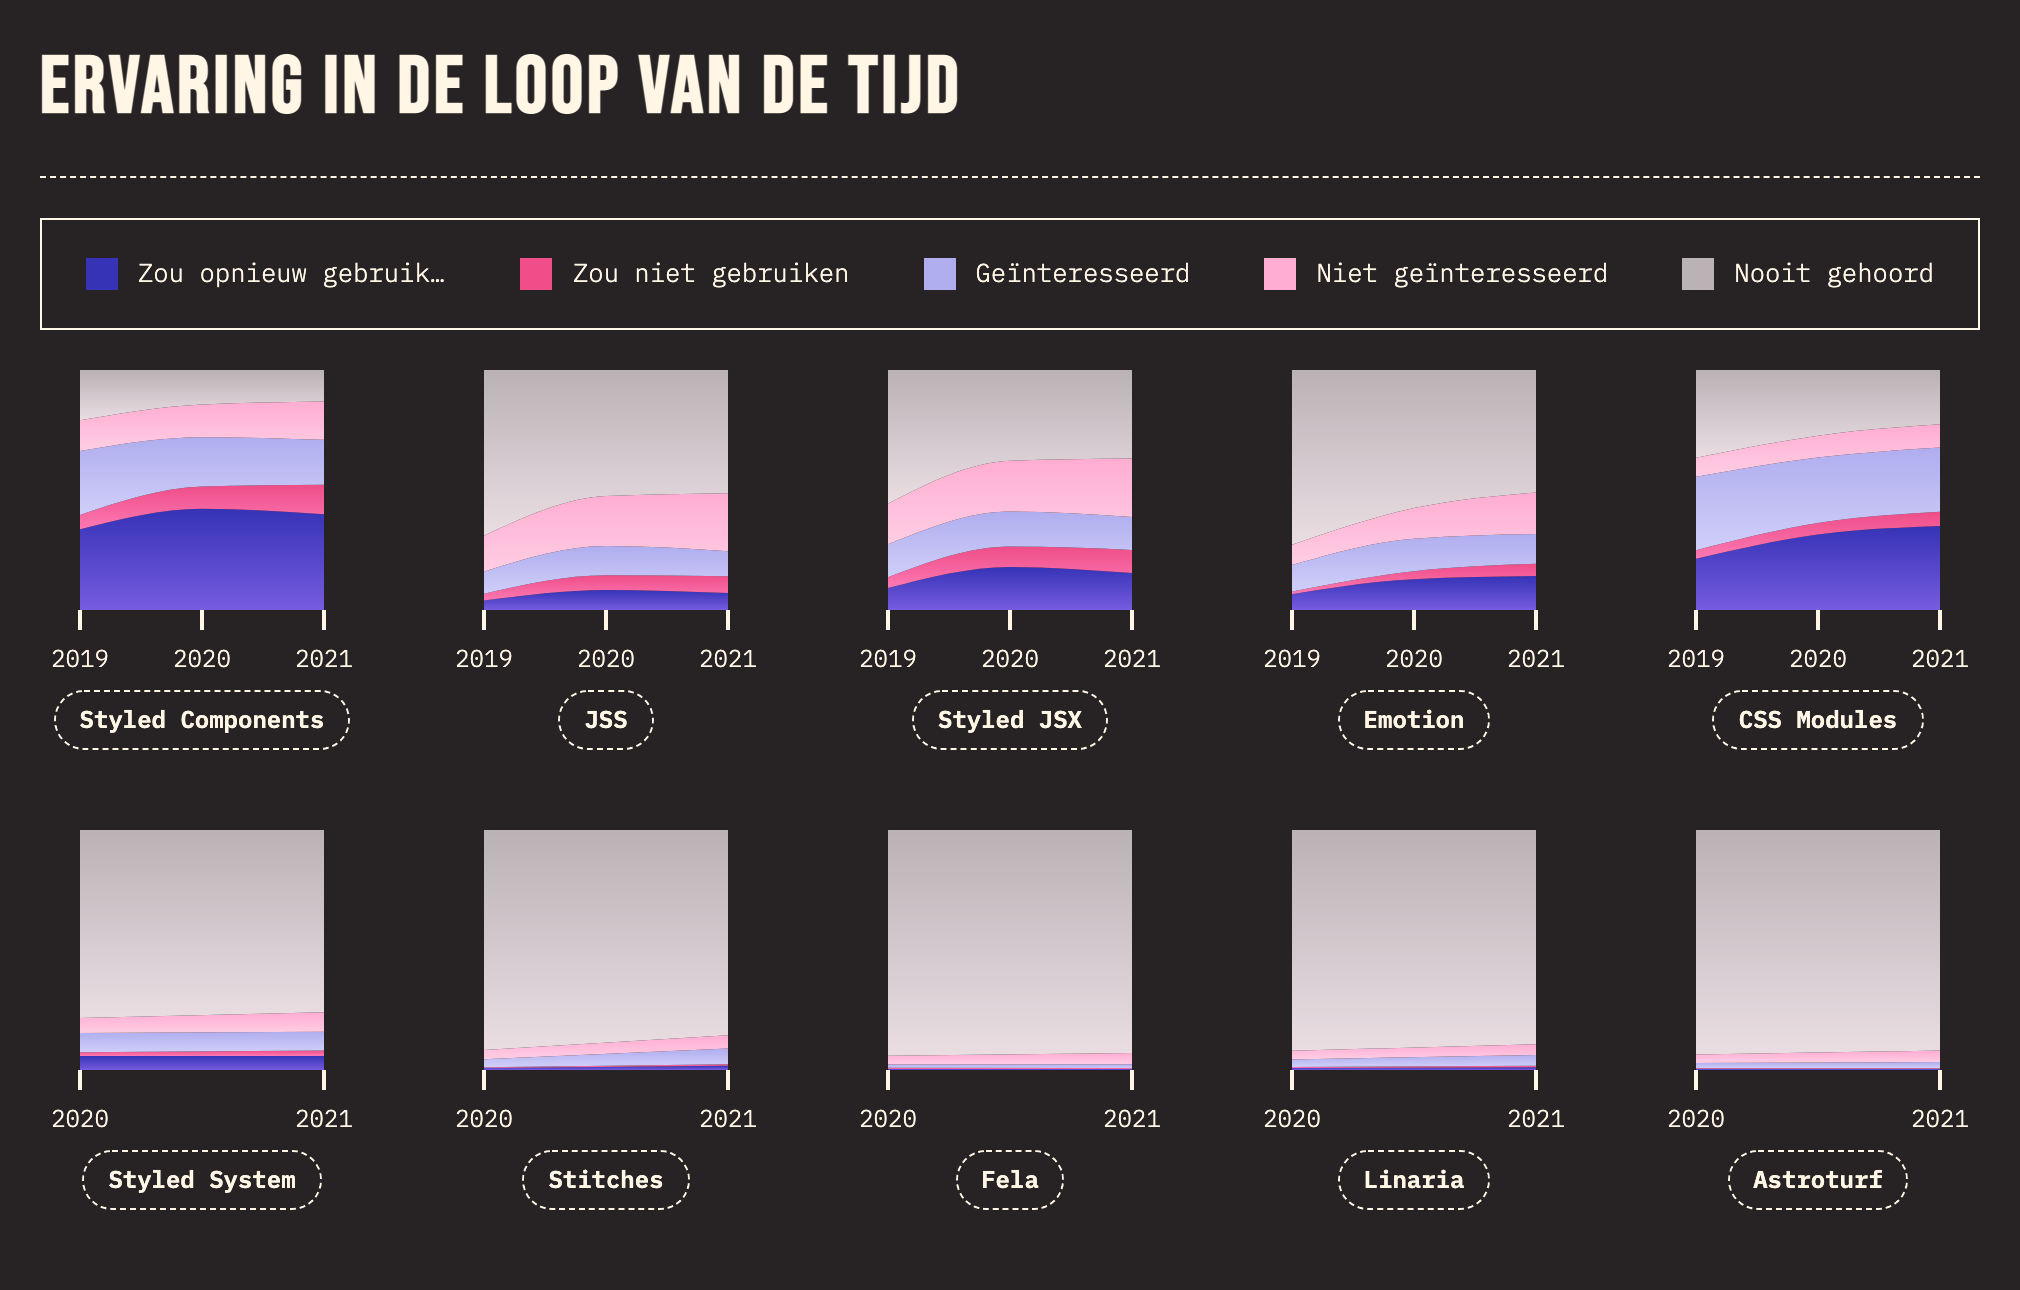 ERVARING IN DE LOOP VAN DE TIJD
Zou opnieuw gebruik… Zou niet gebruiken Geïnteresseerd Niet geïnteresseerd Nooit gehoord
2019 2020 2021 2019 2020 2021 2019 2020 2021 2019 2020 2021 2019 2020 2021
Styled Components JSS Styled JSX Emotion CSS Modules
2020 2021 2020 2021 2020 2021 2020 2021 2020 2021
Styled System Stitches Fela Linaria Astroturf